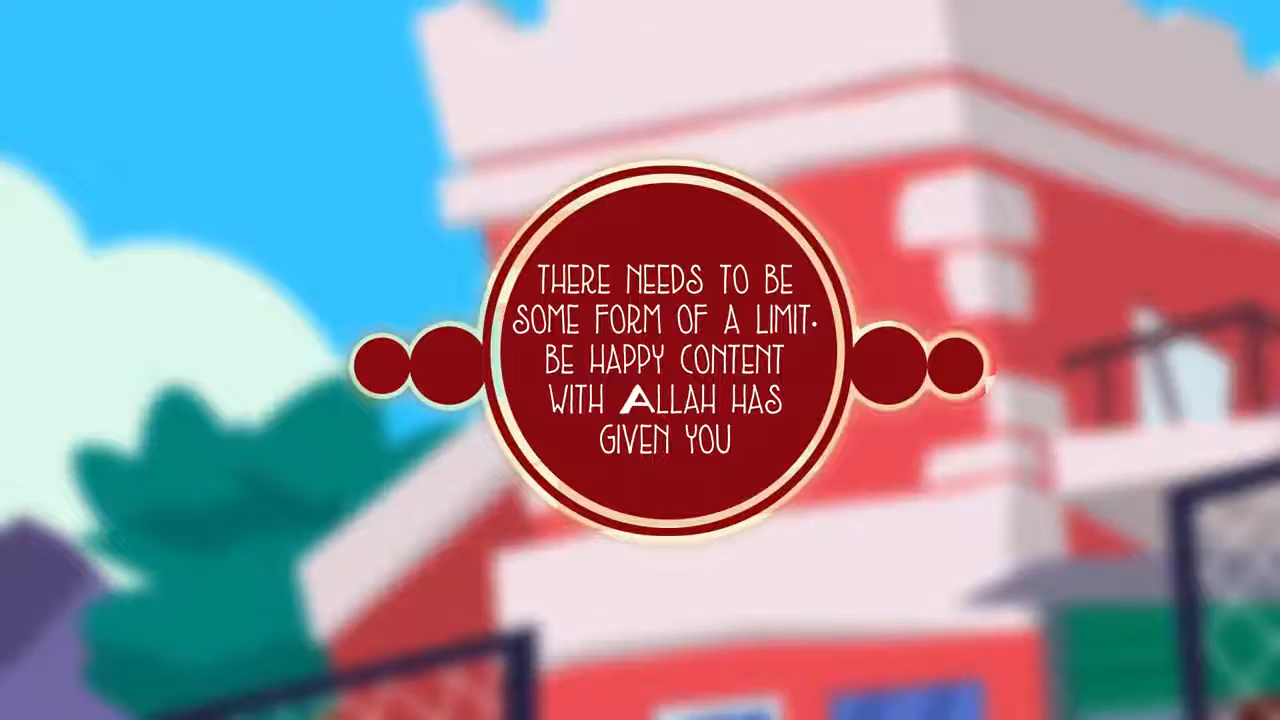 THERE NEEDS TO BE
SOME FORM OF A LIMIT.
BE HAPPY CONTENT
WITH ALLAH HAS
GIVEN YOU